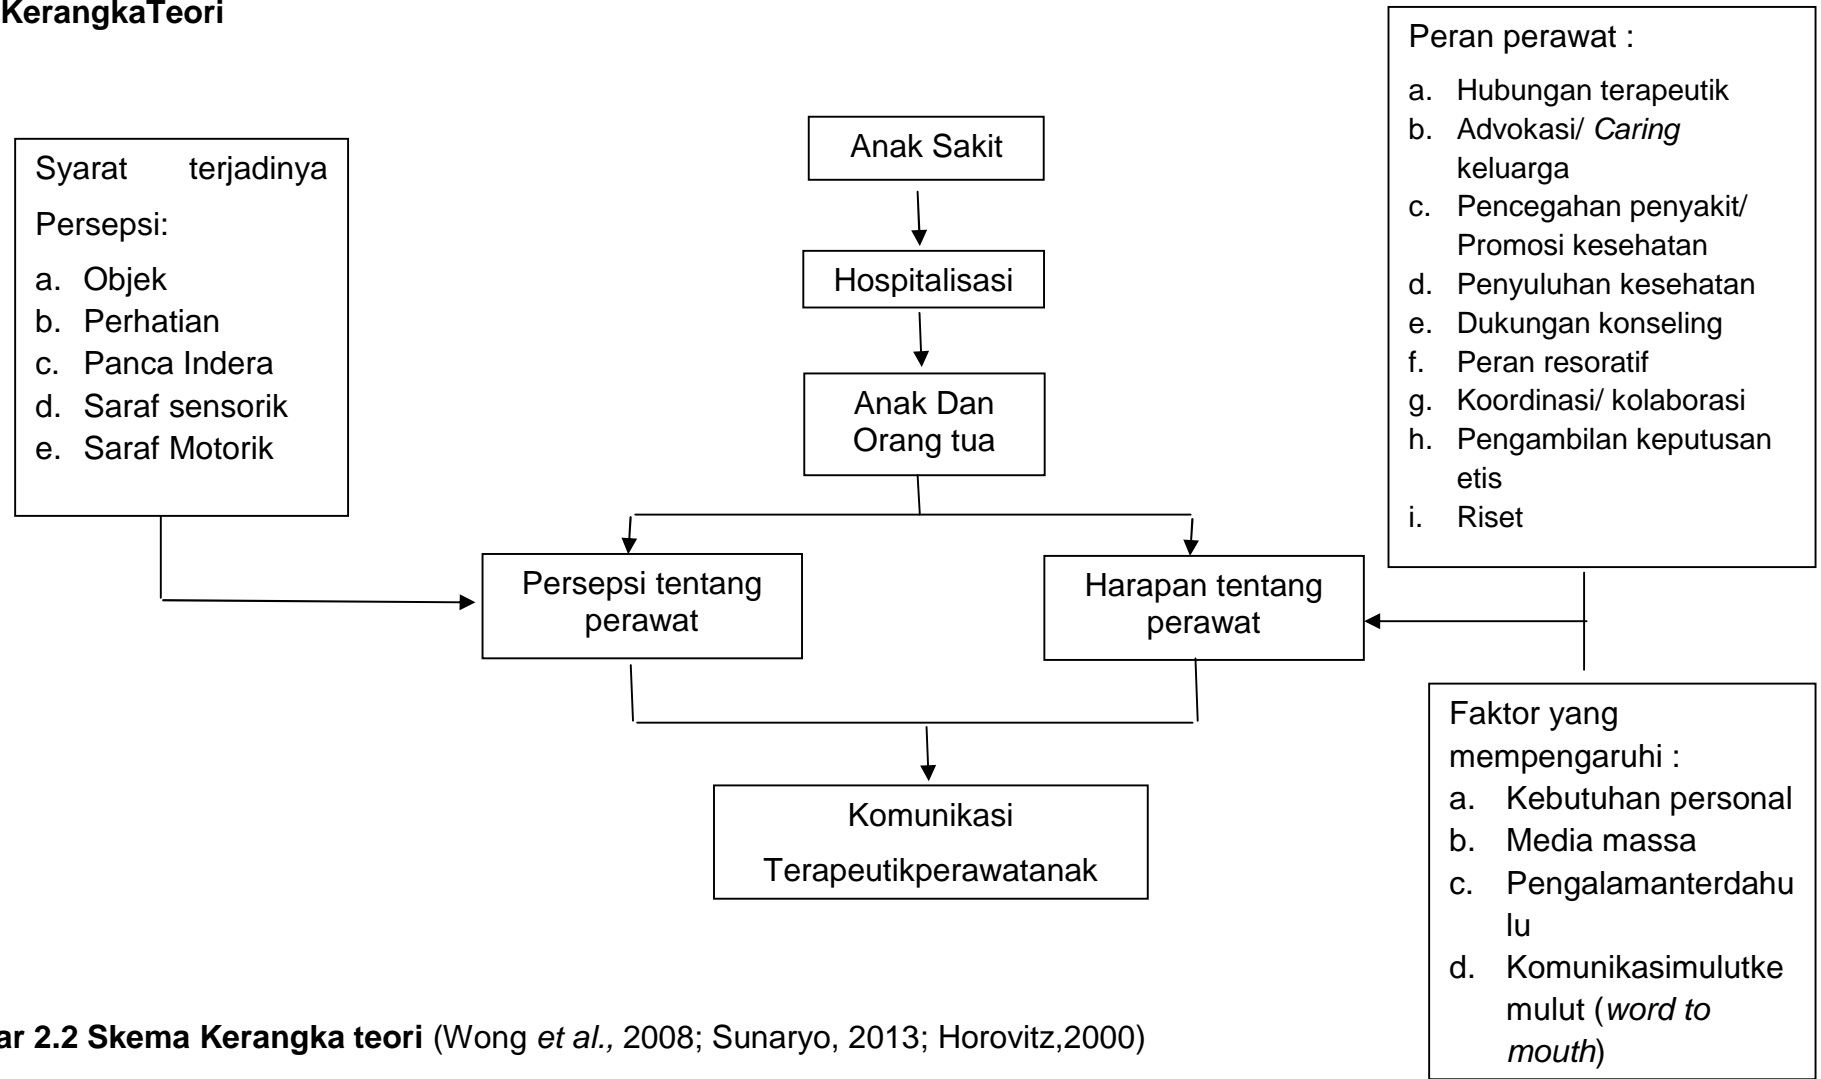 KerangkaTeori
Peran perawat :
a. Hubungan terapeutik
b. Advokasi/ Caring
keluarga
c. Pencegahan penyakit/
Promosi kesehatan
d. Penyuluhan kesehatan
e. Dukungan konseling
f. Peran resoratif
g. Koordinasi/ kolaborasi
h. Pengambilan keputusan
etis
i. Riset
Syarat terjadinya
Persepsi:
a. Objek
b. Perhatian
c. Panca Indera
d. Saraf sensorik
e. Saraf Motorik
Anak Sakit
Hospitalisasi
Anak Dan
Orang tua
Persepsi tentang
perawat
Harapan tentang
perawat
Faktor yang
mempengaruhi :
a. Kebutuhan personal
b. Media massa
c. Pengalamanterdahu
lu
d. Komunikasimulutke
mulut (word to
mouth)
Komunikasi
Terapeutikperawatanak
ar 2.2 Skema Kerangka teori (Wong et al., 2008; Sunaryo, 2013; Horovitz,2000)